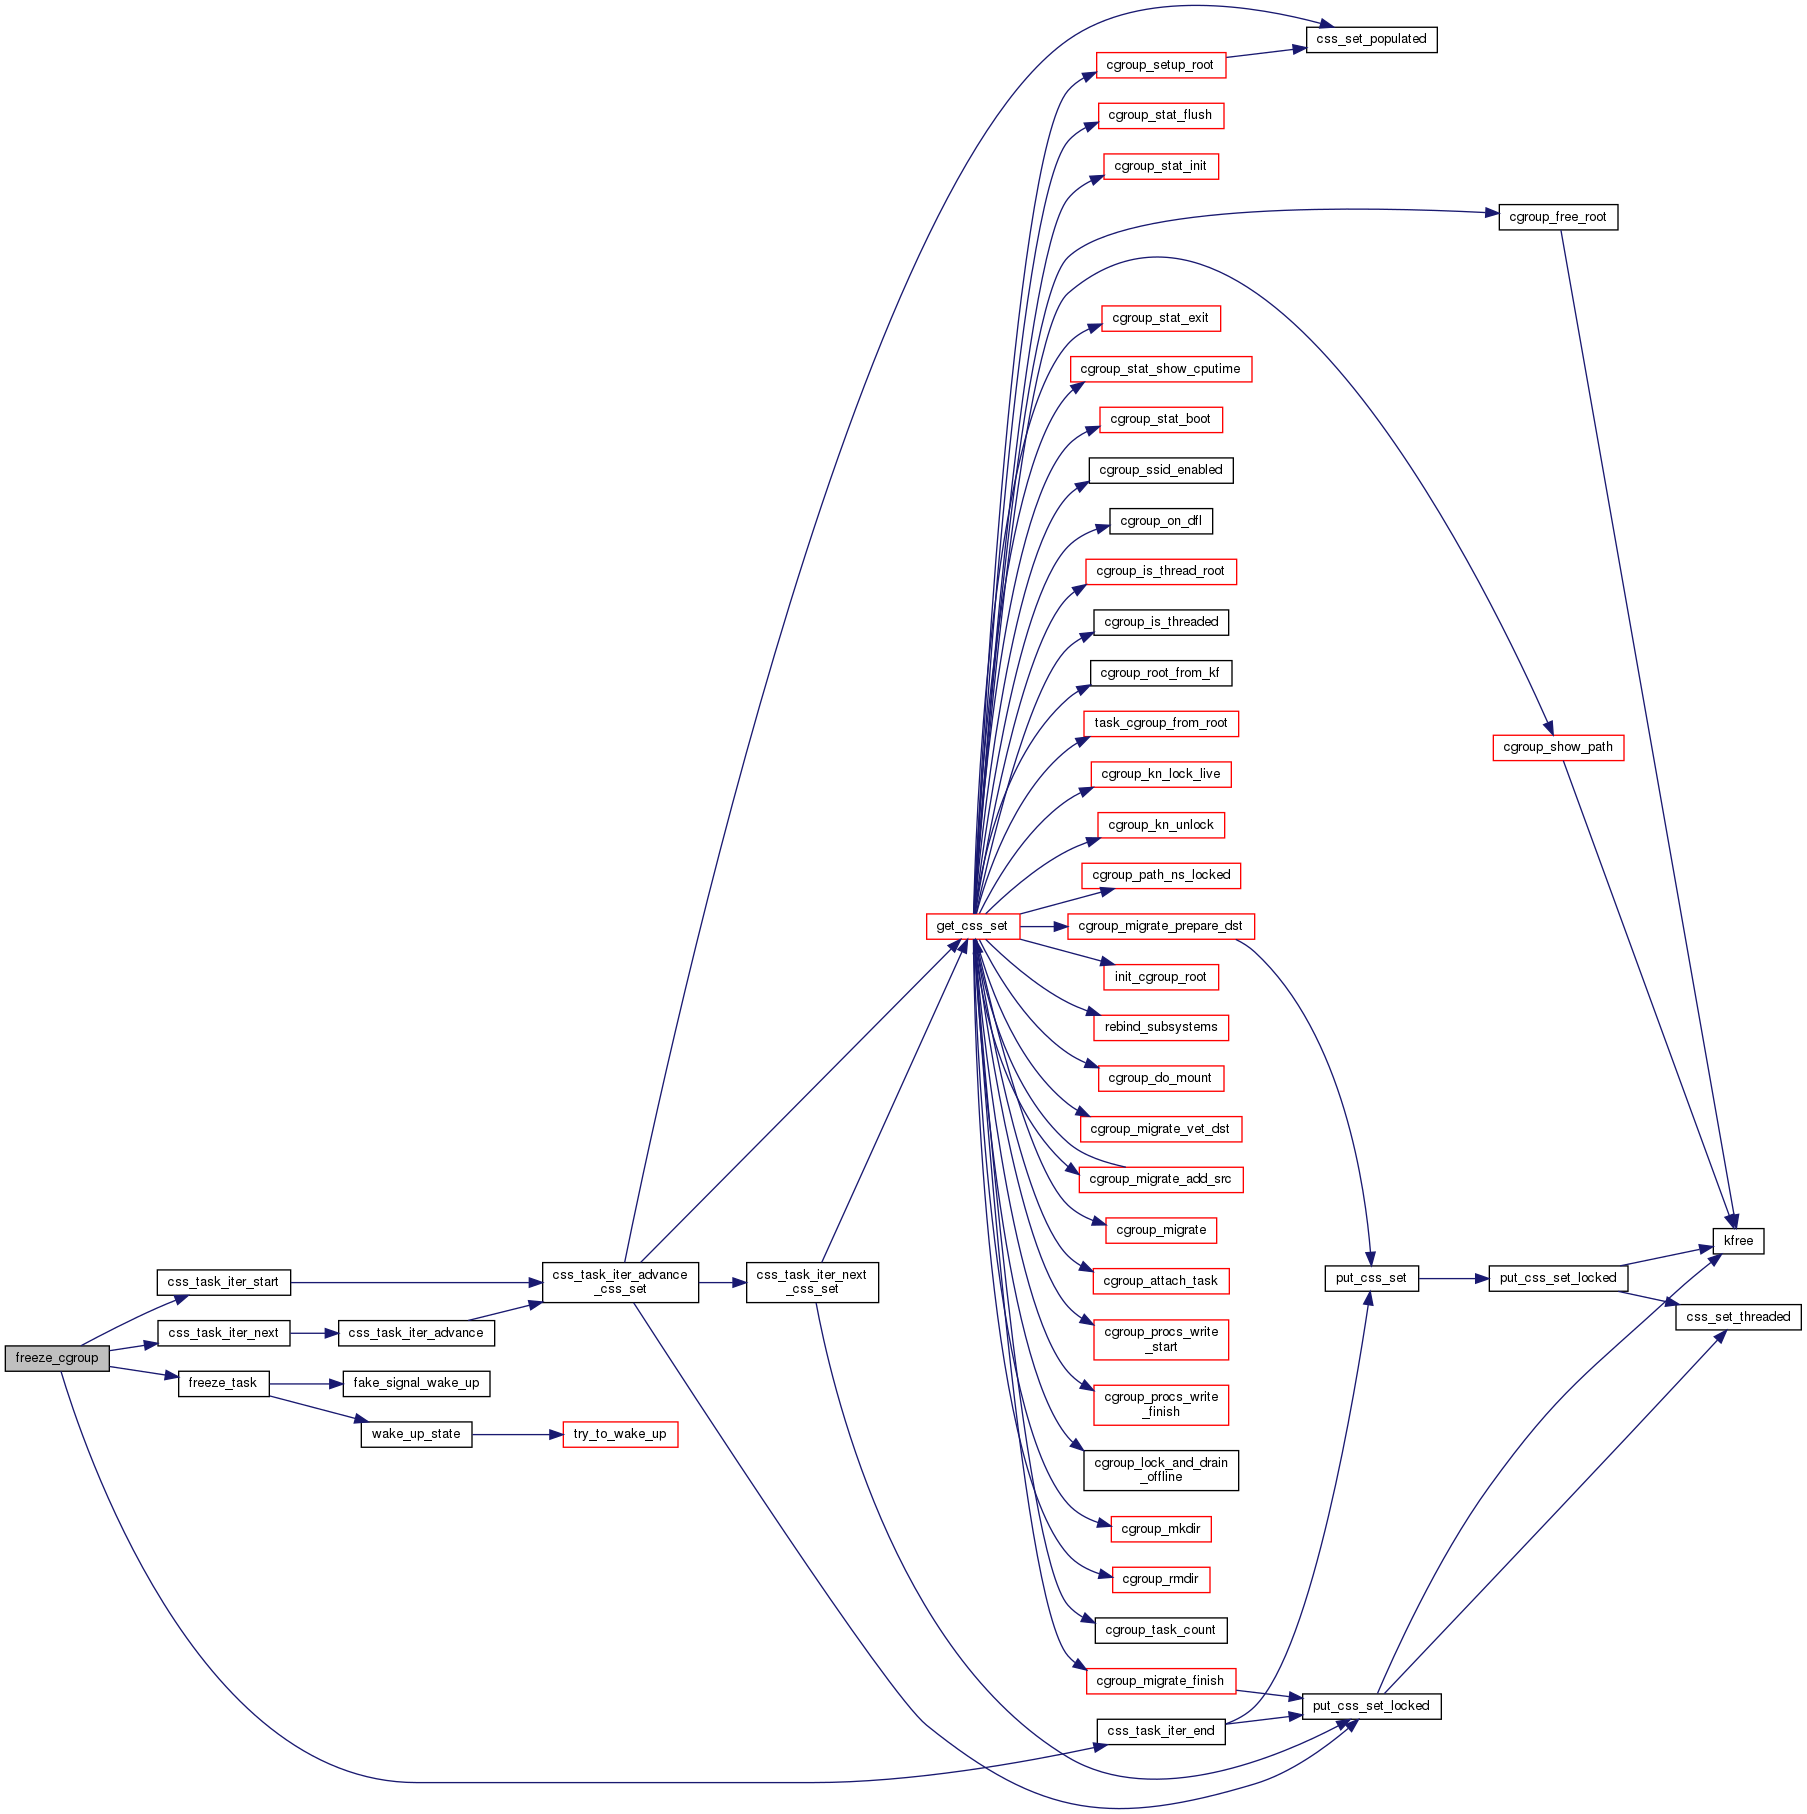 css_set_populated
cgroup_setup_root
cgroup_stat_flush
cgroup_stat_init
cgroup_free_root
cgroup_stat_exit
cgroup_stat_show_cputime
cgroup_stat_boot
cgroup_ssid_enabled
cgroup_on_dfl
cgroup_is_thread_root
cgroup_is_threaded
cgroup_root_from_kf
task_cgroup_from_root
cgroup_show_path
cgroup_kn_lock_live
cgroup_kn_unlock
cgroup_path_ns_locked
get_css_set
cgroup_migrate_prepare_dst
init_cgroup_root
rebind_subsystems
cgroup_do_mount
cgroup_migrate_vet_dst
cgroup_migrate_add_src
cgroup_migrate
kfree
css_task_iter_start
css_task_iter_advance
_css_set
css_task_iter_next
_css_set
cgroup_attach_task
put_css_set
put_css_set_locked
css_set_threaded
css_task_iter_next
css_task_iter_advance
cgroup_procs_write
_start
freeze_cgroup
freeze_task
fake_signal_wake_up
cgroup_procs_write
_finish
wake_up_state
try_to_wake_up
cgroup_lock_and_drain
_offline
cgroup_mkdir
cgroup_rmdir
cgroup_task_count
cgroup_migrate_finish
put_css_set_locked
css_task_iter_end